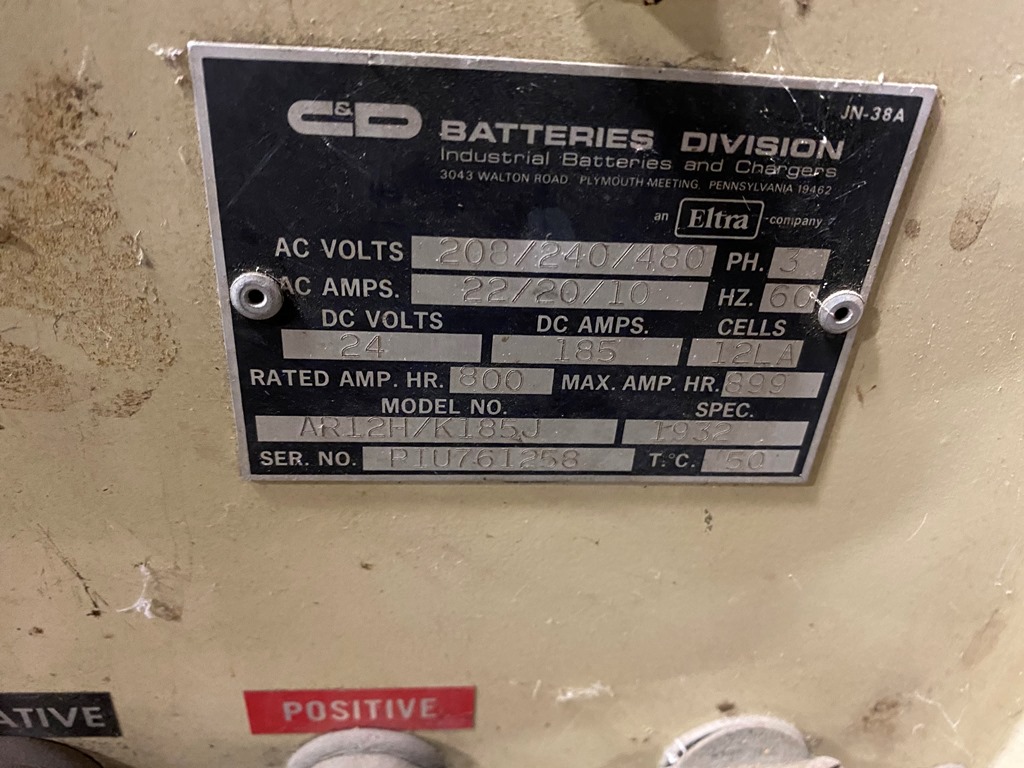 JN-38A
C&D BATTERIES DIVISION
Industrial Batteries and Chargers
3043 WALTON ROAD PLYMOUTH MEETING, PENNSYLVANIA 19462
an Eltra company
AC VOLTS 208/240/480 PH. 3
AC AMPS. 22/20/10 HZ. 60
DC VOLTS DC AMPS. CELLS
24 185 12LA
RATED AMP. HR. 800 MAX. AMP. HR. 899
MODEL NO. SPEC.
AR12H/K185J 1932
SER. NO. PIU761258 T.°C. 50
ATIVE POSITIVE